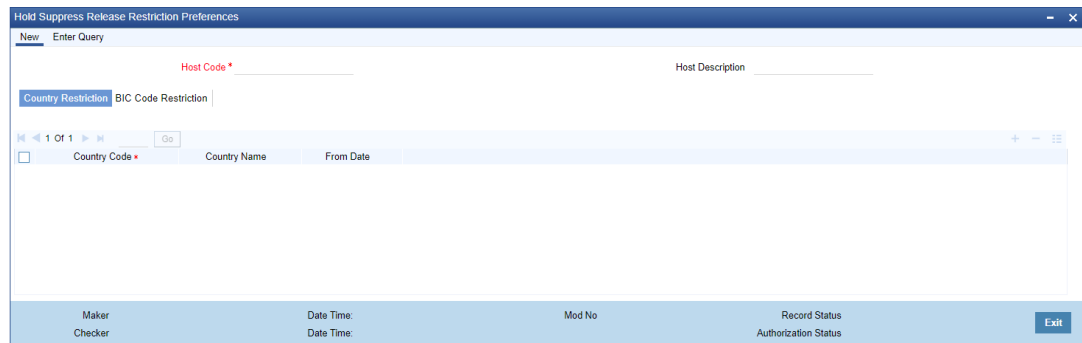 Hold Suppress Release Restriction Preferences
New Enter Query
Host Code * Host Description
Country Restriction BIC Code Restriction
1 Of 1 Go
Country Code * Country Name From Date
Maker Date Time: Mod No Record Status
Checker Date Time: Authorization Status
Exit